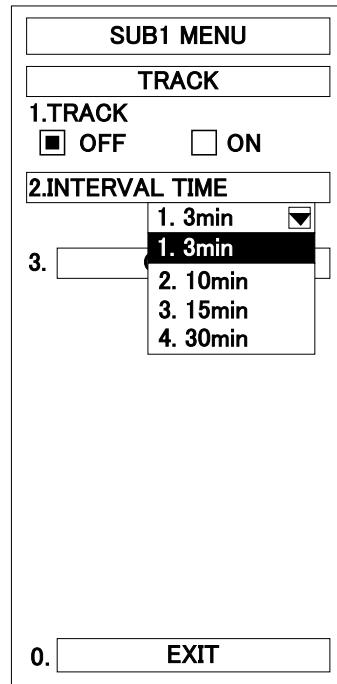 SUB1 MENU
TRACK
1.TRACK
OFF ON
2.INTERVAL TIME
1. 3min
1. 3min
3.
2. 10min
3. 15min
4. 30min
0. EXIT